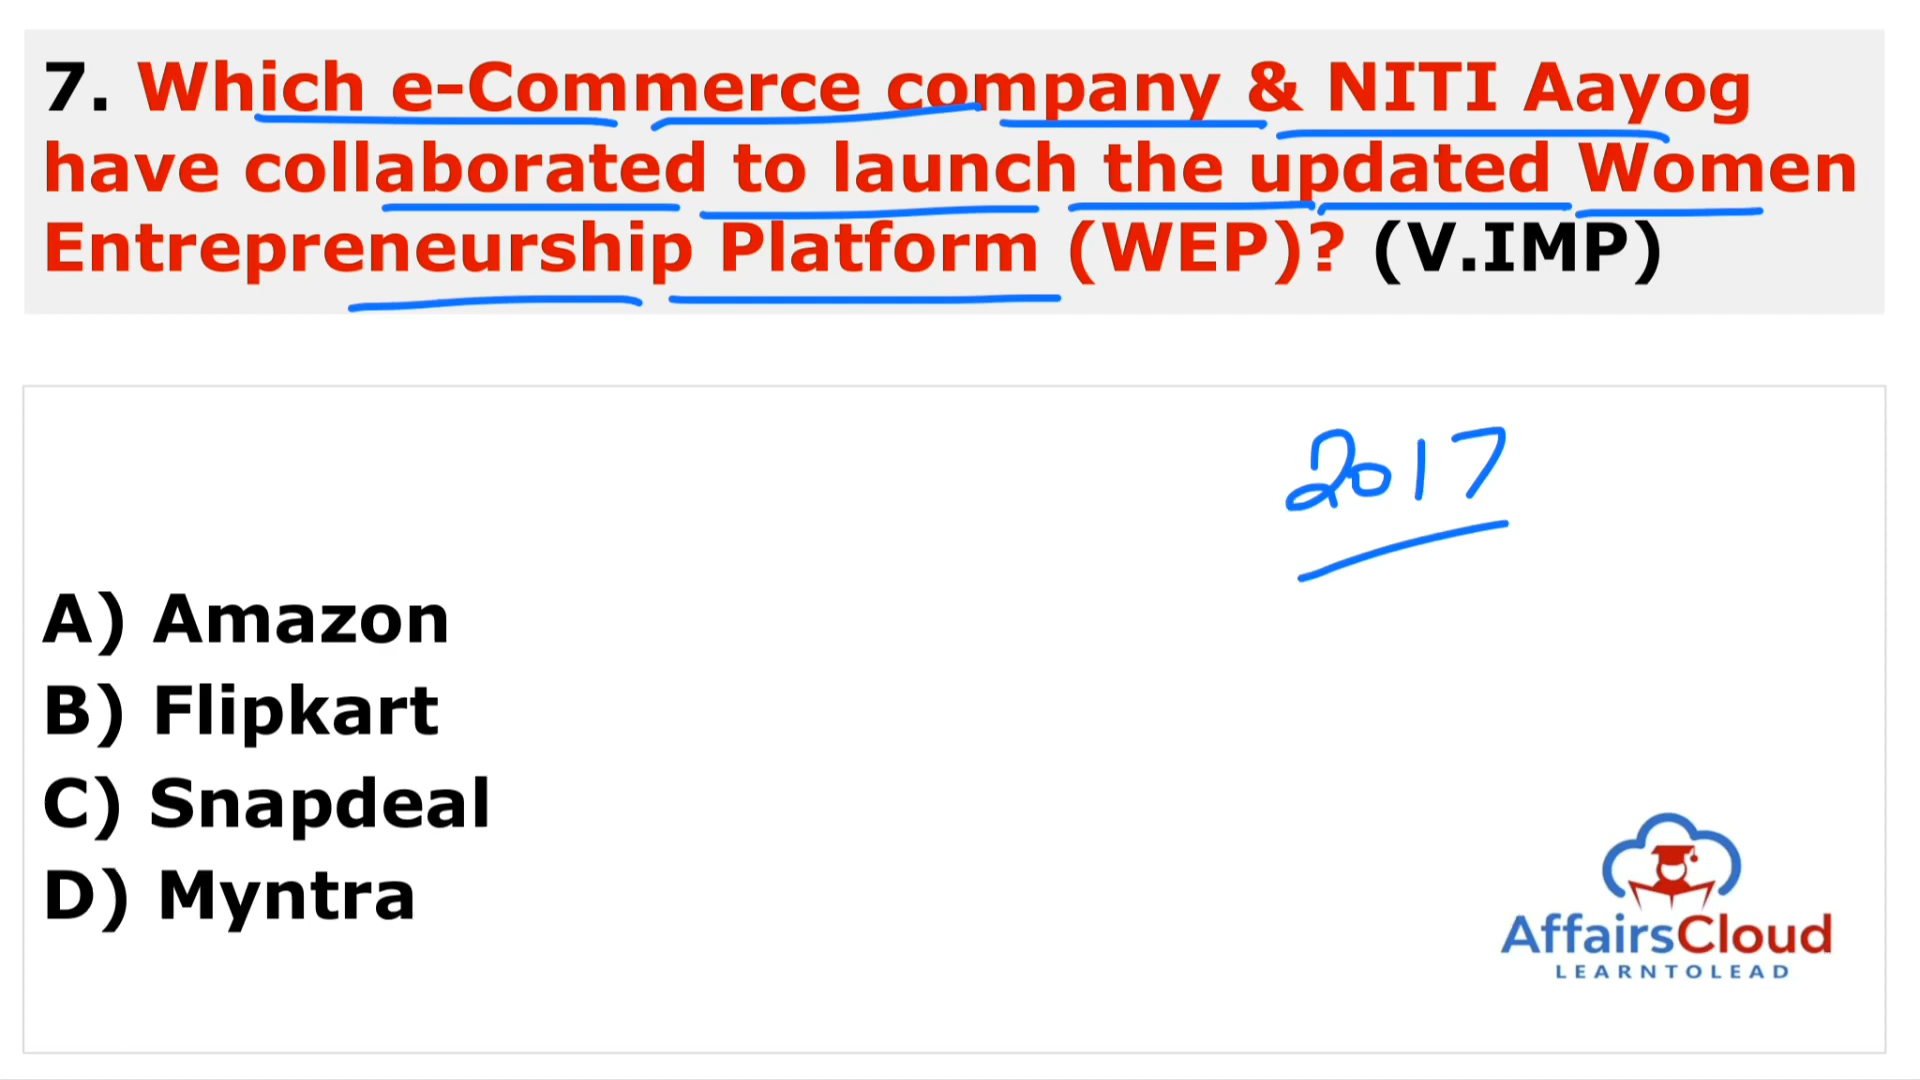 7. Which e-Commerce company & NITI Aayog
have collaborated to launch the updated Women
Entrepreneurship Platform (WEP)? (V.IMP)
2017
A) Amazon
B) Flipkart
C) Snapdeal
D) Myntra
AffairsCloud
LEARNTOLEAD